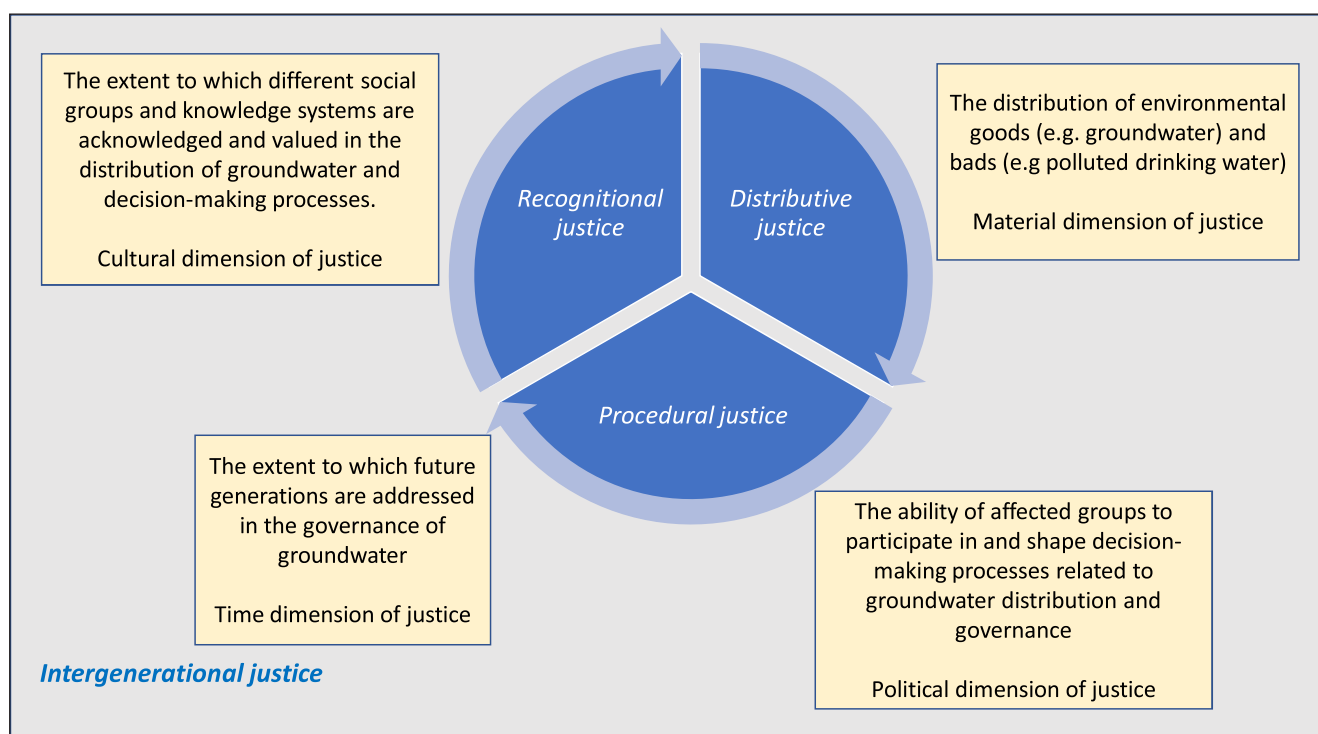 The extent to which different social
groups and knowledge systems are
acknowledged and valued in the
distribution of groundwater and
decision-making processes.
Cultural dimension of justice
Recognitional
justice
Distributive
justice
The distribution of environmental
goods (e.g. groundwater) and
bads (e.g polluted drinking water)
Material dimension of justice
Procedural justice
The extent to which future
generations are addressed
in the governance of
groundwater
Time dimension of justice
The ability of affected groups to
participate in and shape decision-
making processes related to
groundwater distribution and
governance
Political dimension of justice
Intergenerational justice